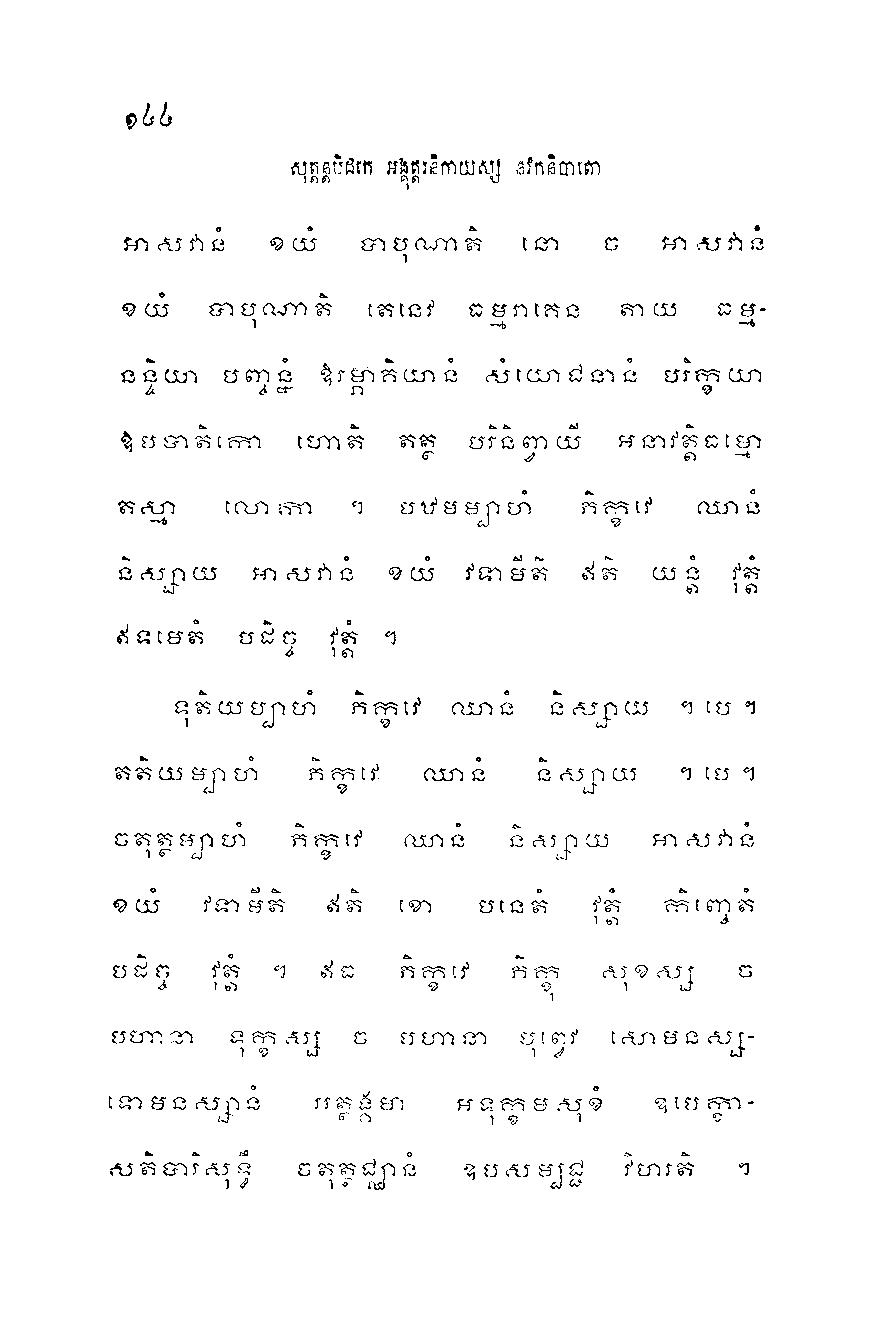 ១៤៤
សុត្តន្តបិដកេ អង្គុត្តរនិកាយស្ស នវកនិបាតោ
អាសវានំ ខយំ បាបុណាតិ នោ ច អាសវានំ
ខយំ បាបុណាតិ តេនេវ ធម្មរាគេន តាយ ធម្ម-
នន្ទិយា បញ្ចន្នំ ឱរម្ភាគិយានំ សំយោជនានំ បរិក្ខយា
ឱបបាតិកោ ហោតិ តត្ថ បរិនិព្វាយី អនាវត្តិធម្មោ
តស្មា លោកា ។ បឋមម្បាហំ ភិក្ខវេ ឈានំ
និស្សាយ អាសវានំ ខយំ វទាមីតិ ឥតិ យន្តំ វុត្តំ
ឥទមេតំ បដិច្ច វុត្តំ ។
ទុតិយម្បាហំ ភិក្ខវេ ឈានំ និស្សាយ ។ បេ ។
តតិយម្បាហំ ភិក្ខវេ ឈានំ និស្សាយ ។ បេ ។
ចតុត្ថម្បាហំ ភិក្ខវេ ឈានំ និស្សាយ អាសវានំ
ខយំ វទាមីតិ ឥតិ ខោ បនេតំ វុត្តំ កិញ្ចេតំ
បដិច្ច វុត្តំ ។ ឥធ ភិក្ខវេ ភិក្ខុ សុខស្ស ច
បហានា ទុក្ខស្ស ច បហានា បុព្វេវ សោមនស្ស-
ទោមនស្សានំ អត្ថង្គមា អទុក្ខមសុខំ ឧបេក្ខា-
សតិបារិសុទ្ធឹ ចតុត្ថជ្ឈានំ ឧបសម្បជ្ជ វិហរតិ ។